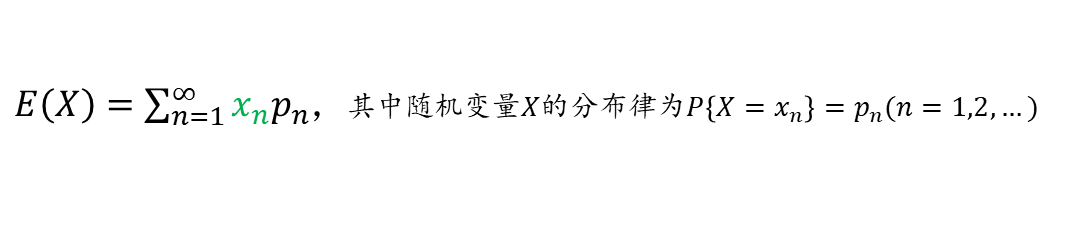 E(X) = ∑_{n=1}^{∞} x_n p_n， 其中随机变量X的分布律为P{X = x_n} = p_n(n = 1,2, … )